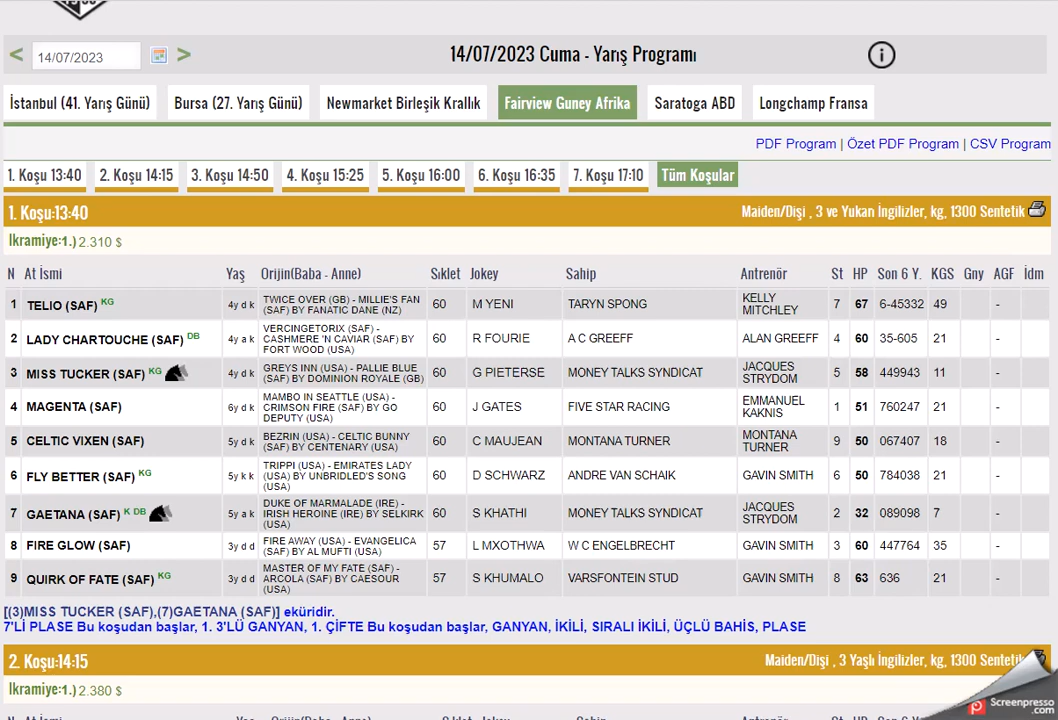 < 14/07/2023 > 14/07/2023 Cuma - Yarış Programı
İstanbul (41. Yarış Günü) Bursa (27. Yarış Günü) Newmarket Birleşik Krallık Fairview Guney Afrika Saratoga ABD Longchamp Fransa
PDF Program | Özet PDF Program | CSV Program
1. Koşu 13:40 2. Koşu 14:15 3. Koşu 14:50 4. Koşu 15:25 5. Koşu 16:00 6. Koşu 16:35 7. Koşu 17:10 Tüm Koşular
1. Koşu:13:40 Maiden/Dişi , 3 ve Yukarı İngilizler, kg, 1300 Sentetik
İkramiye:1.) 2.310 $
N At İsmi Yaş Orijin(Baba - Anne) Sıklet Jokey Sahip Antrenör St HP Son 6 Y. KGS Gny AGF İdm
1 TELIO (SAF) KG 4y d k TWICE OVER (GB) - MILLIE'S FAN (SAF) BY FANATIC DANE (NZ) 60 M YENI TARYN SPONG KELLY MITCHLEY 7 67 6-45332 49 -
2 LADY CHARTOUCHE (SAF) DB 4y a k VERCINGETORIX (SAF) - CASHMERE 'N CAVIAR (SAF) BY FORT WOOD (USA) 60 R FOURIE A C GREEFF ALAN GREEFF 4 60 35-605 21 -
3 MISS TUCKER (SAF) KG 4y d k GREYS INN (USA) - PALLIE BLUE (SAF) BY DOMINION ROYALE (GB) 60 G PIETERSE MONEY TALKS SYNDICAT JACQUES STRYDOM 5 58 449943 11 -
4 MAGENTA (SAF) 6y d k MAMBO IN SEATTLE (USA) - CRIMSON FIRE (SAF) BY GO DEPUTY (USA) 60 J GATES FIVE STAR RACING EMMANUEL KAKNIS 1 51 760247 21 -
5 CELTIC VIXEN (SAF) 5y d k BEZRIN (USA) - CELTIC BUNNY (SAF) BY CENTENARY (USA) 60 C MAUJEAN MONTANA TURNER MONTANA TURNER 9 50 067407 18 -
6 FLY BETTER (SAF) KG 5y k k TRIPPI (USA) - EMIRATES LADY (USA) BY UNBRIDLED'S SONG (USA) 60 D SCHWARZ ANDRE VAN SCHAIK GAVIN SMITH 6 50 784038 21 -
7 GAETANA (SAF) K DB 5y a k DUKE OF MARMALADE (IRE) - IRISH HEROINE (IRE) BY SELKIRK (USA) 60 S KHATHI MONEY TALKS SYNDICAT JACQUES STRYDOM 2 32 089098 7 -
8 FIRE GLOW (SAF) 3y d d FIRE AWAY (USA) - EVANGELICA (SAF) BY AL MUFTI (USA) 57 L MXOTHWA W C ENGELBRECHT GAVIN SMITH 3 60 447764 35 -
9 QUIRK OF FATE (SAF) KG 3y d d MASTER OF MY FATE (SAF) - ARCOLA (SAF) BY CAESOUR (USA) 57 S KHUMALO VARSFONTEIN STUD GAVIN SMITH 8 63 636 21 -
[(3)MISS TUCKER (SAF),(7)GAETANA (SAF)] eküridir.
7'Lİ PLASE Bu koşudan başlar, 1. 3'LÜ GANYAN, 1. ÇİFTE Bu koşudan başlar, GANYAN, İKİLİ, SIRALI İKİLİ, ÜÇLÜ BAHİS, PLASE
2. Koşu:14:15 Maiden/Dişi , 3 Yaşlı İngilizler, kg, 1300 Sentetik
İkramiye:1.) 2.380 $
N At İsmi Yaş Orijin(Baba - Anne) Sıklet Jokey Sahip Antrenör St HP Son 6 Y. KGS Gny
Screenpresso
.com